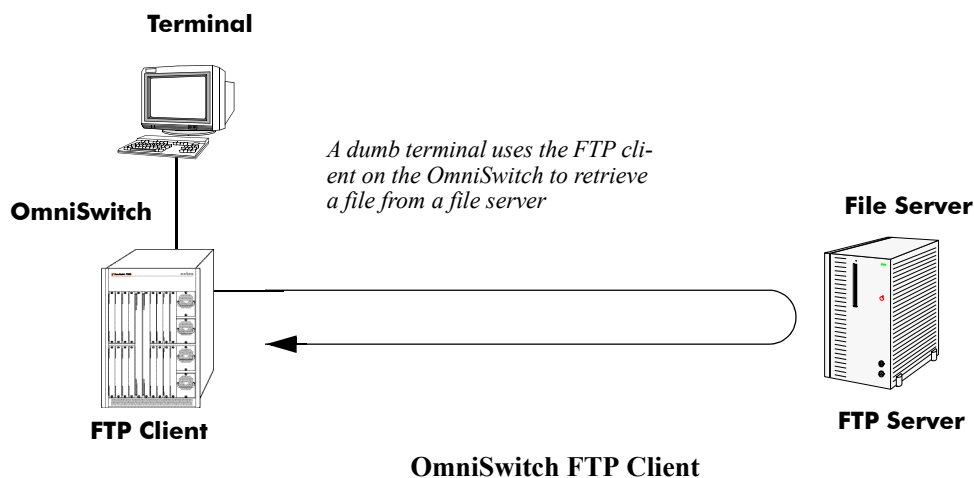 Terminal
A dumb terminal uses the FTP cli-
ent on the OmniSwitch to retrieve
a file from a file server
OmniSwitch
File Server
FTP Client
FTP Server
OmniSwitch FTP Client